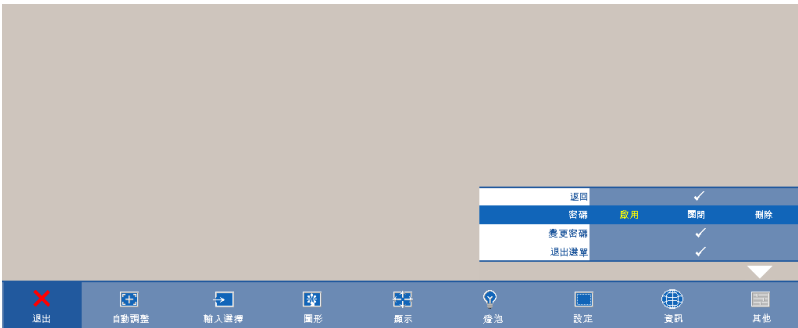 返回
密碼 啟用 關閉 刪除
變更密碼
退出選單
退出 自動調整 輸入選擇 圖形 顯示 燈泡 設定 資訊 其他